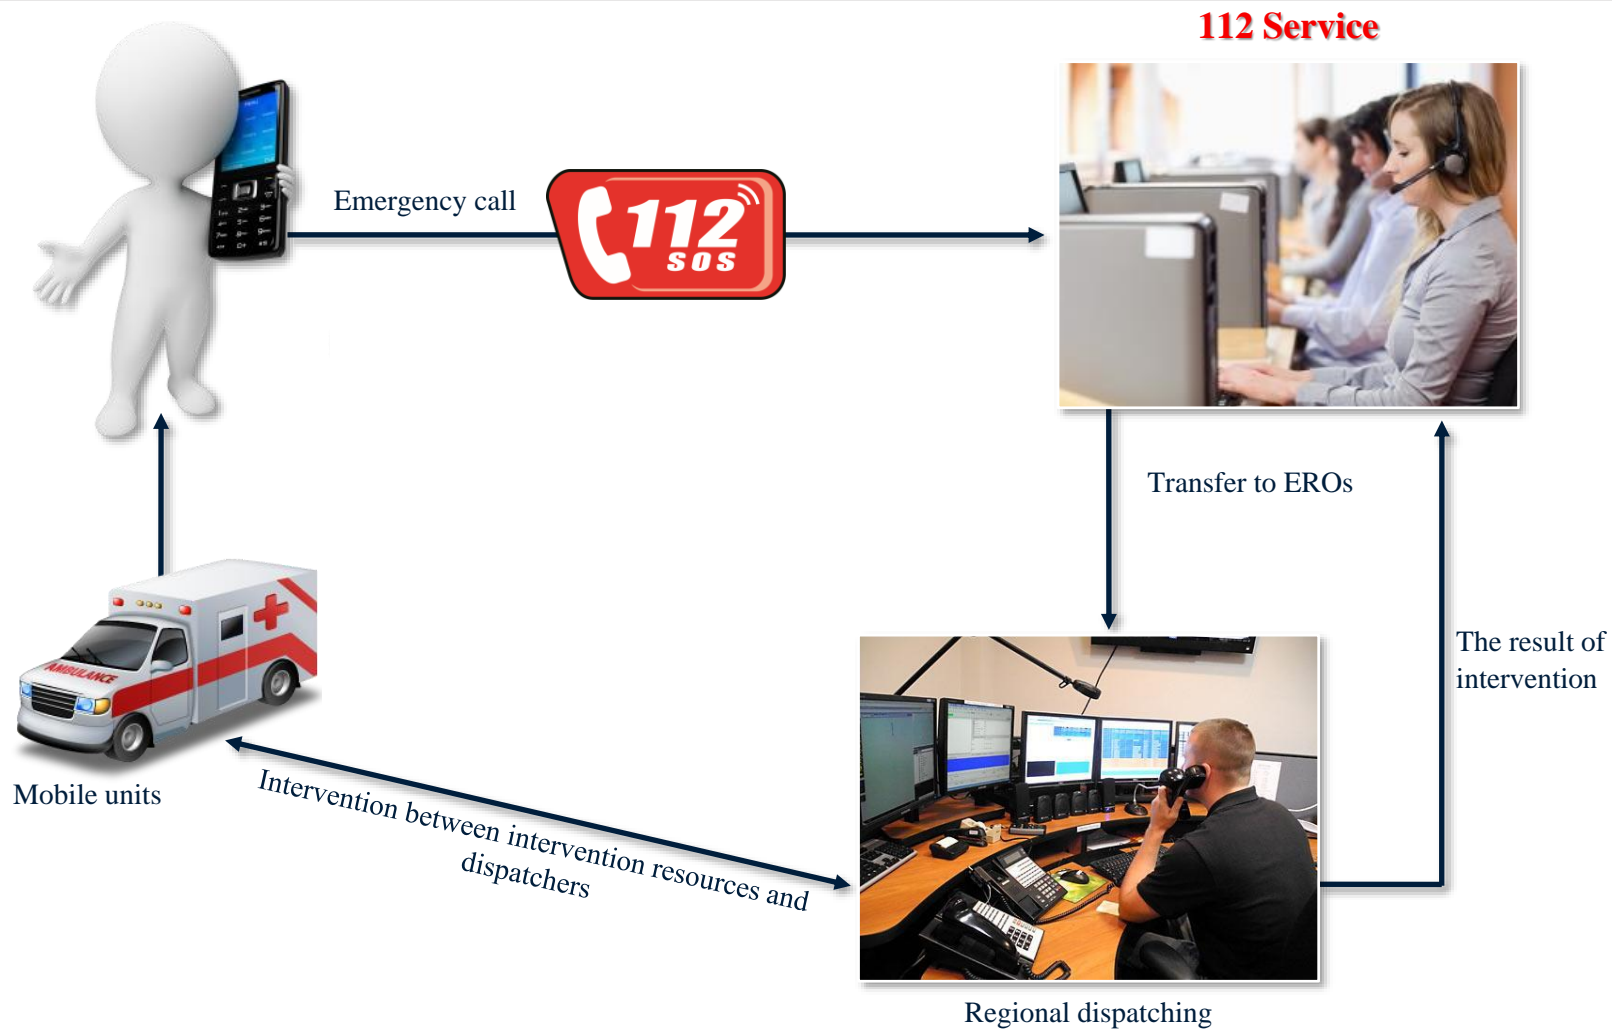 112 Service
Emergency call
112
SOS
Transfer to EROs
The result of
intervention
AMBULANCE
Mobile units
Intervention between intervention resources and
dispatchers
Regional dispatching